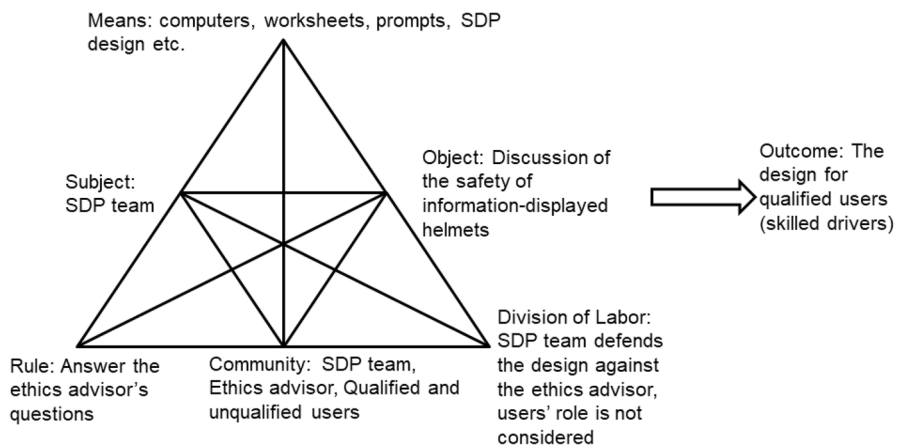 Means: computers, worksheets, prompts, SDP
design etc.
Subject:
SDP team
Object: Discussion of
the safety of
information-displayed
helmets
Outcome: The
design for
qualified users
(skilled drivers)
Rule: Answer the
ethics advisor's
questions
Community: SDP team,
Ethics advisor, Qualified and
unqualified users
Division of Labor:
SDP team defends
the design against
the ethics advisor,
users' role is not
considered